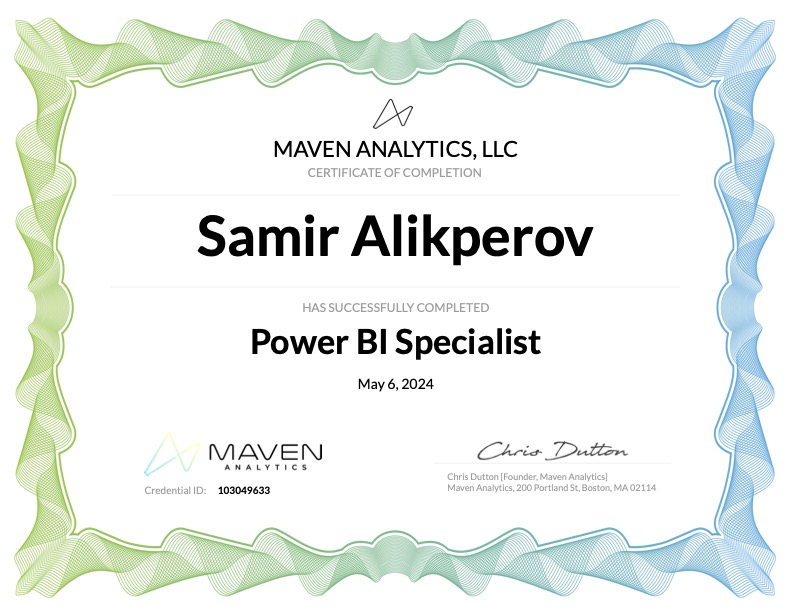 MAVEN ANALYTICS, LLC
CERTIFICATE OF COMPLETION
Samir Alikperov
HAS SUCCESSFULLY COMPLETED
Power BI Specialist
May 6, 2024
MAVEN
ANALYTICS
Credential ID: 103049633
Chris Dutton
Chris Dutton [Founder, Maven Analytics]
Maven Analytics, 200 Portland St, Boston, MA 02114